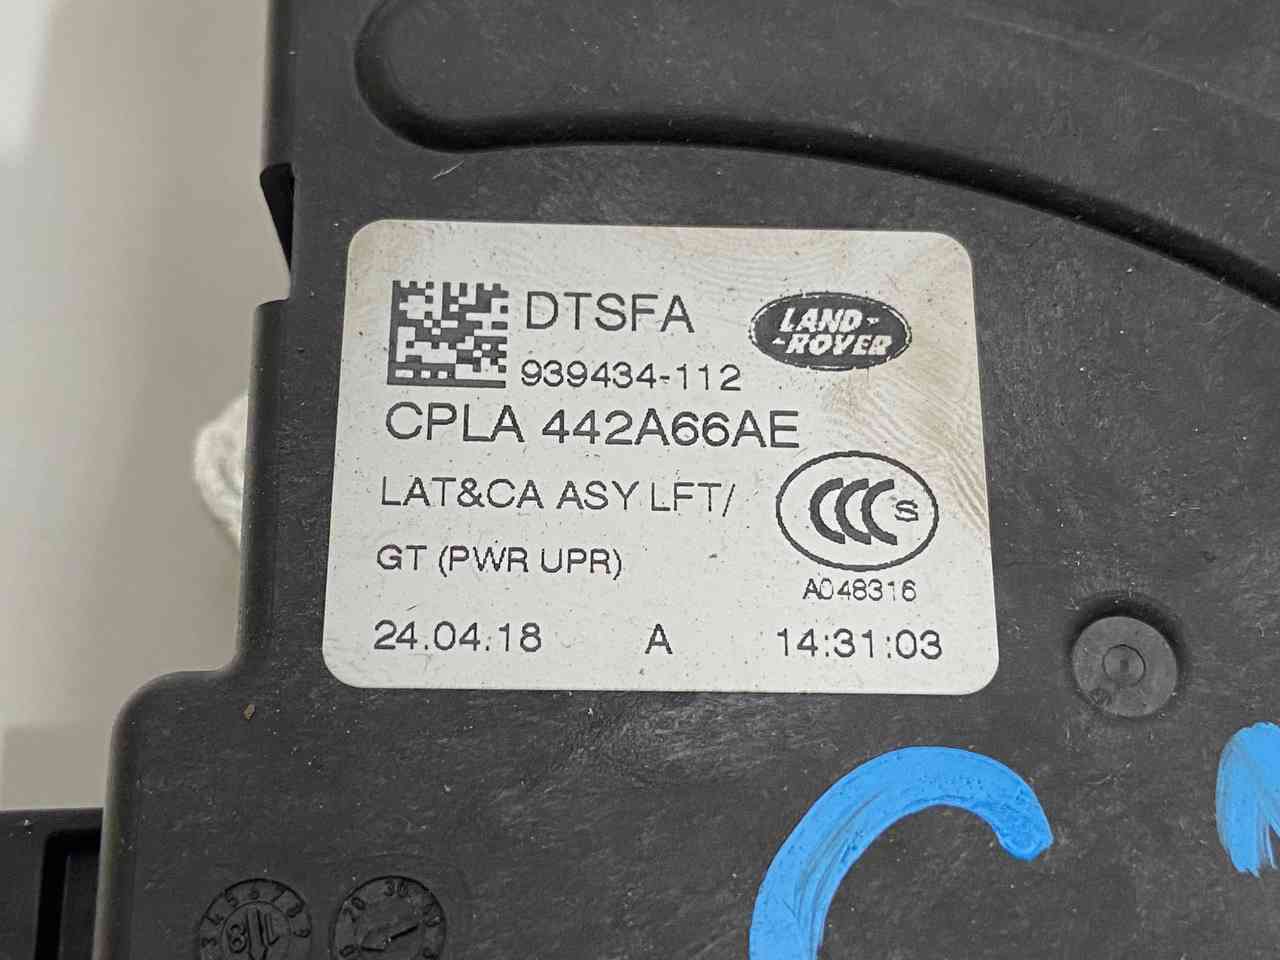 DTSFA
LAND-
-ROVER
939434-112
CPLA 442A66AE
LAT&CA ASY LFT/
CCC S
GT (PWR UPR)
A048316
24.04.18 A 14:31:03
C